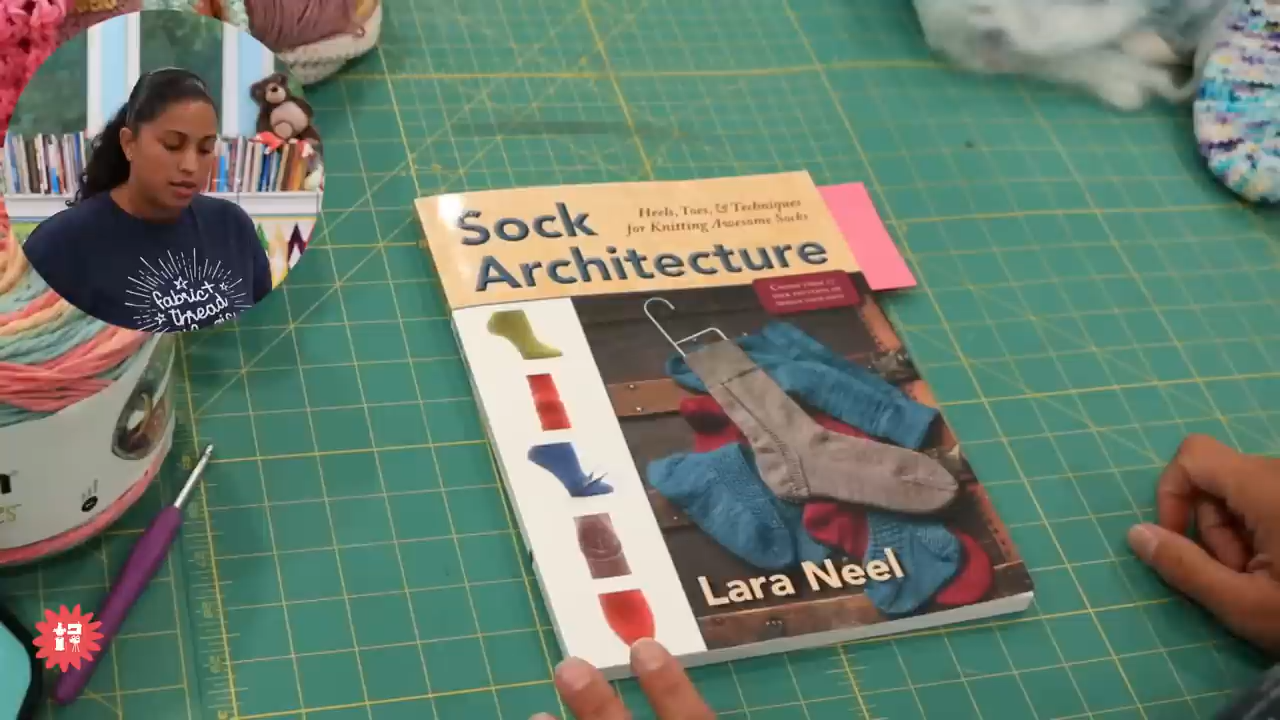 Sock
Architecture
Heels, Toes, & Techniques
for Knitting Awesome Socks
Lara Neel
fabric
thread